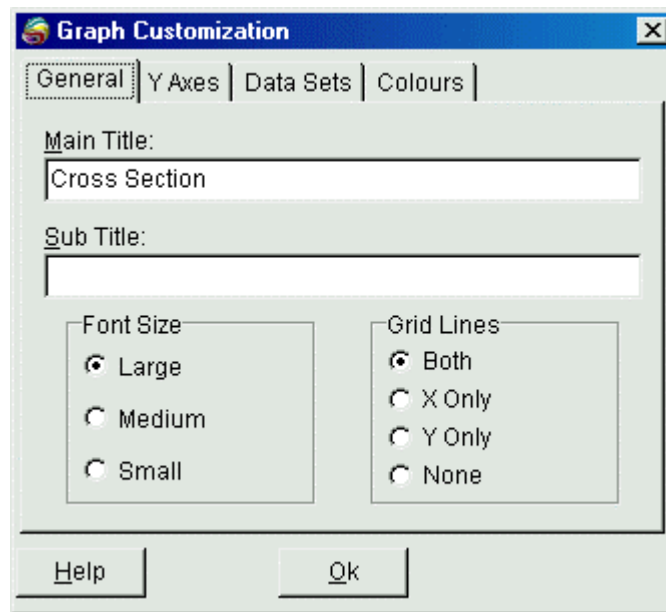 Graph Customization
General Y Axes Data Sets Colours
Main Title:
Cross Section
Sub Title:
Font Size
Large
Medium
Small
Grid Lines
Both
X Only
Y Only
None
Help Ok